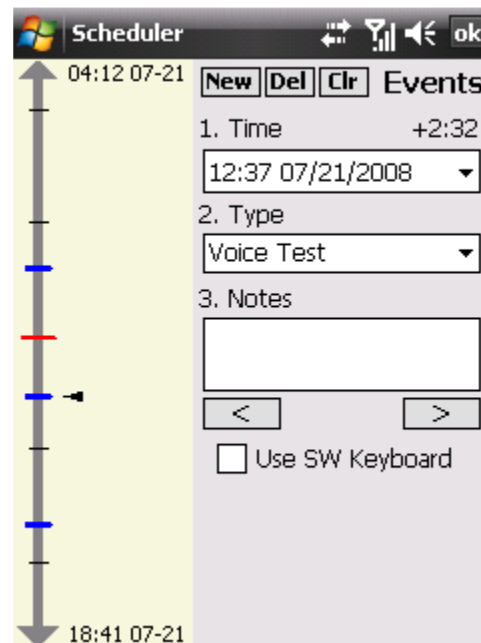 Scheduler ok
04:12 07-21
New Del Clr Events
1. Time +2:32
12:37 07/21/2008
2. Type
Voice Test
3. Notes
< >
Use SW Keyboard
18:41 07-21